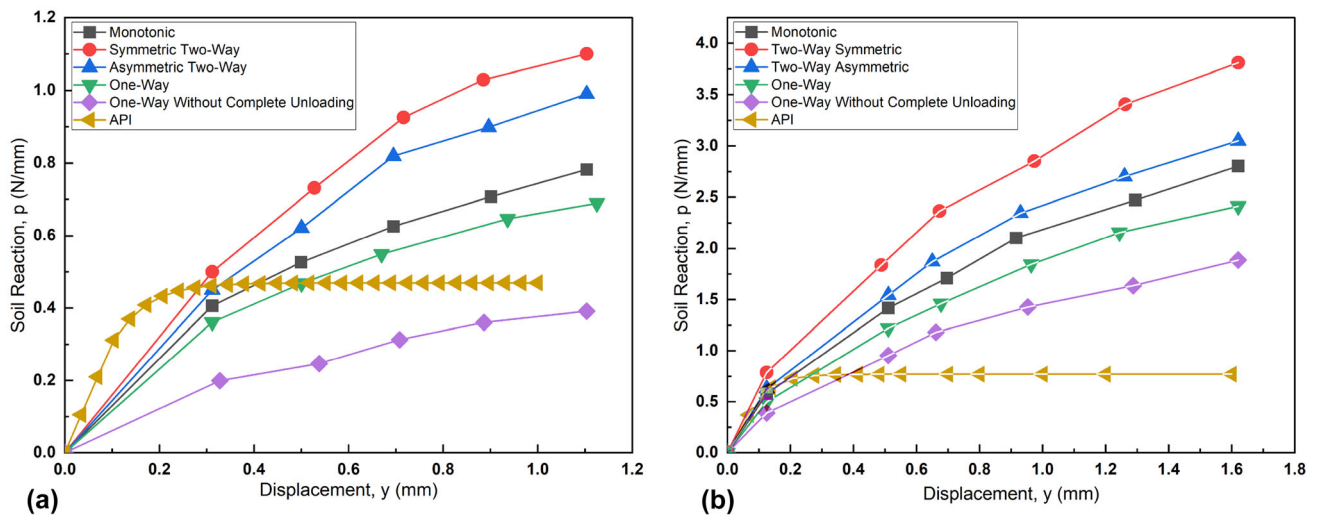 1.2
1.0
0.8
0.6
0.4
0.2
0.0
Soil Reaction, p (N/mm)
Monotonic
Symmetric Two-Way
Asymmetric Two-Way
One-Way
One-Way Without Complete Unloading
API
0.0 0.2 0.4 0.6 0.8 1.0 1.2
Displacement, y (mm)
(a)
4.0
3.5
3.0
2.5
2.0
1.5
1.0
0.5
0.0
Soil Reaction, p (N/mm)
Monotonic
Two-Way Symmetric
Two-Way Asymmetric
One-Way
One-Way Without Complete Unloading
API
0.0 0.2 0.4 0.6 0.8 1.0 1.2 1.4 1.6 1.8
Displacement, y (mm)
(b)